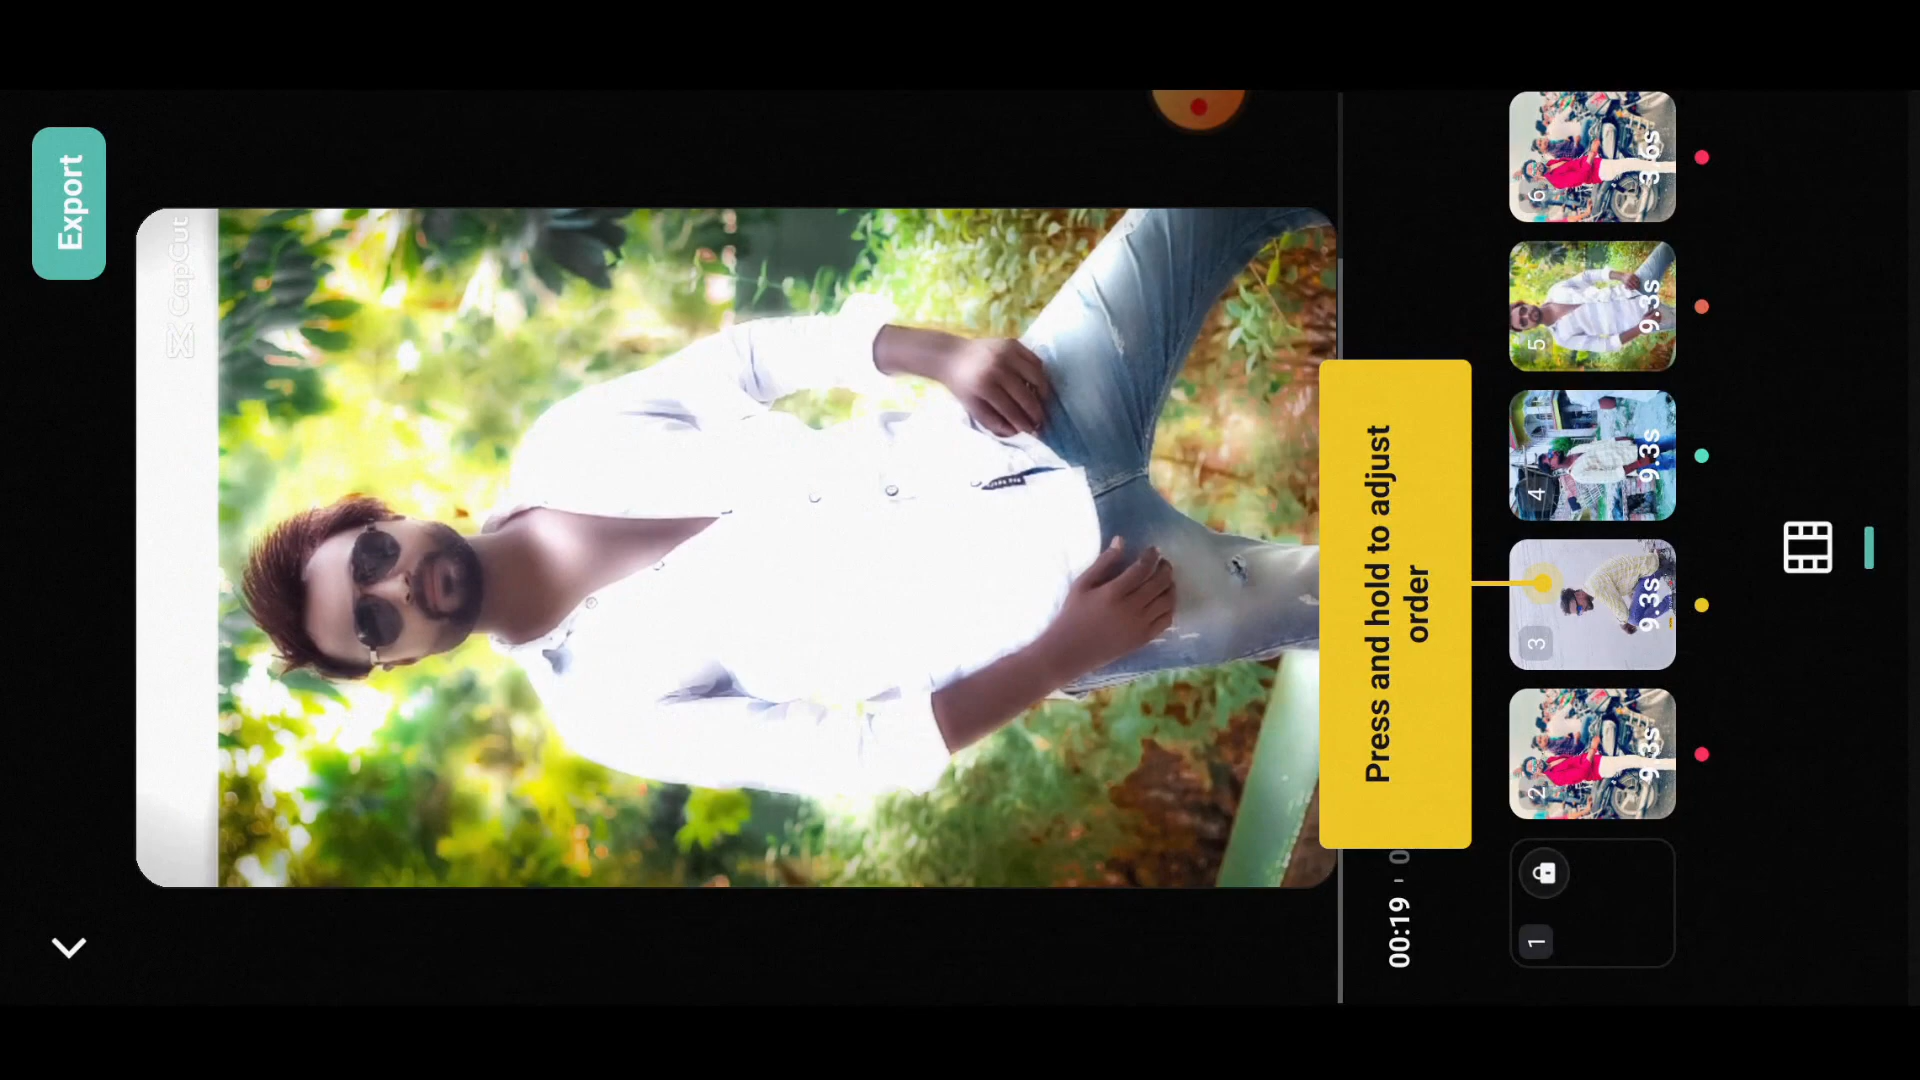 Export
CapCut
Press and hold to adjust
order
00:19 - 0
1 2 3 4 5 6
9.3s 9.3s 9.3s 9.3s 3.6s